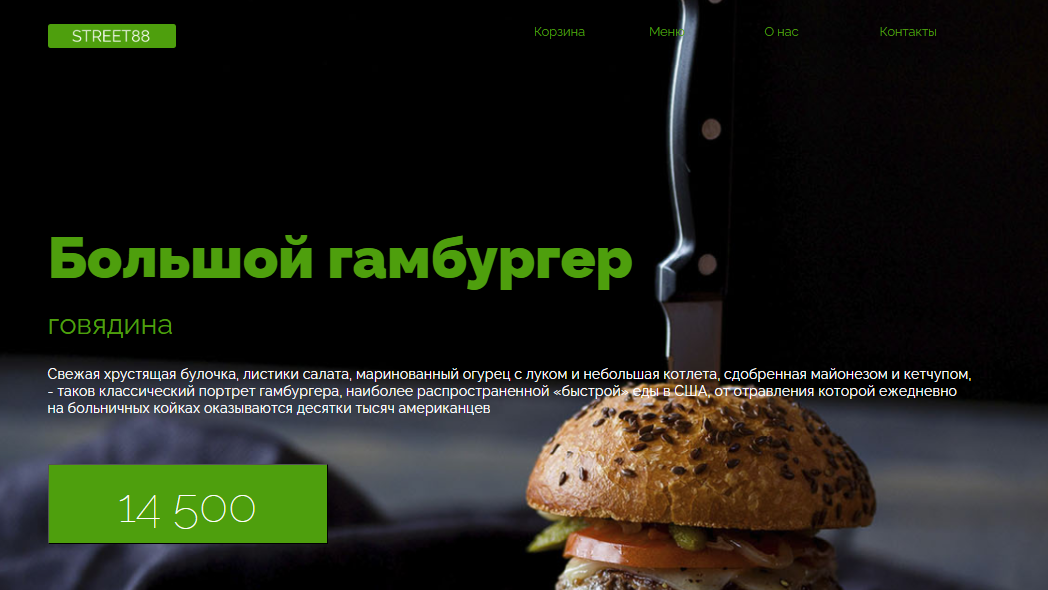 STREET88
Корзина
Меню
О нас
Контакты
Большой гамбургер
говядина
Свежая хрустящая булочка, листики салата, маринованный огурец с луком и небольшая котлета, сдобренная майонезом и кетчупом,
- таков классический портрет гамбургера, наиболее распространенной «быстрой» еды в США, от отравления которой ежедневно
на больничных койках оказываются десятки тысяч американцев
14 500